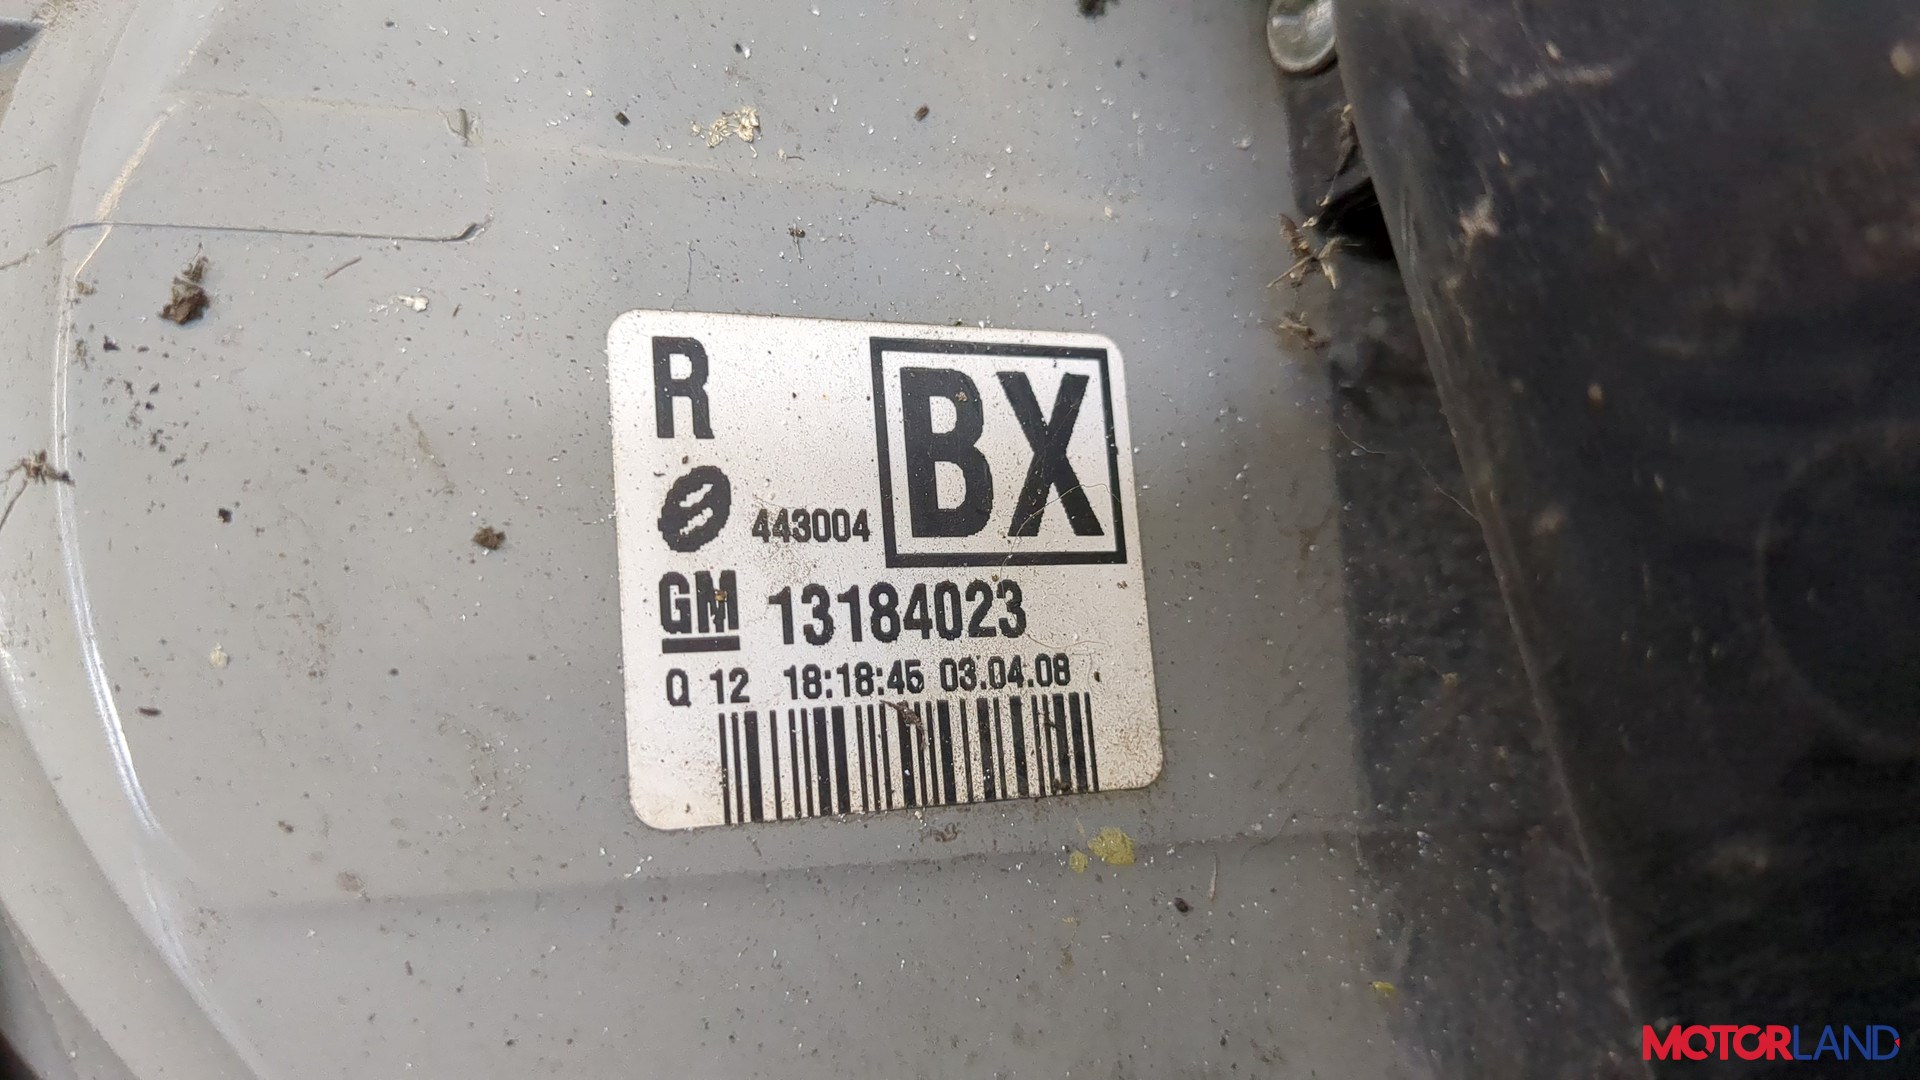 R
BX
443004
GM 13184023
Q 12 18:18:45 03.04.08
MOTORLAND